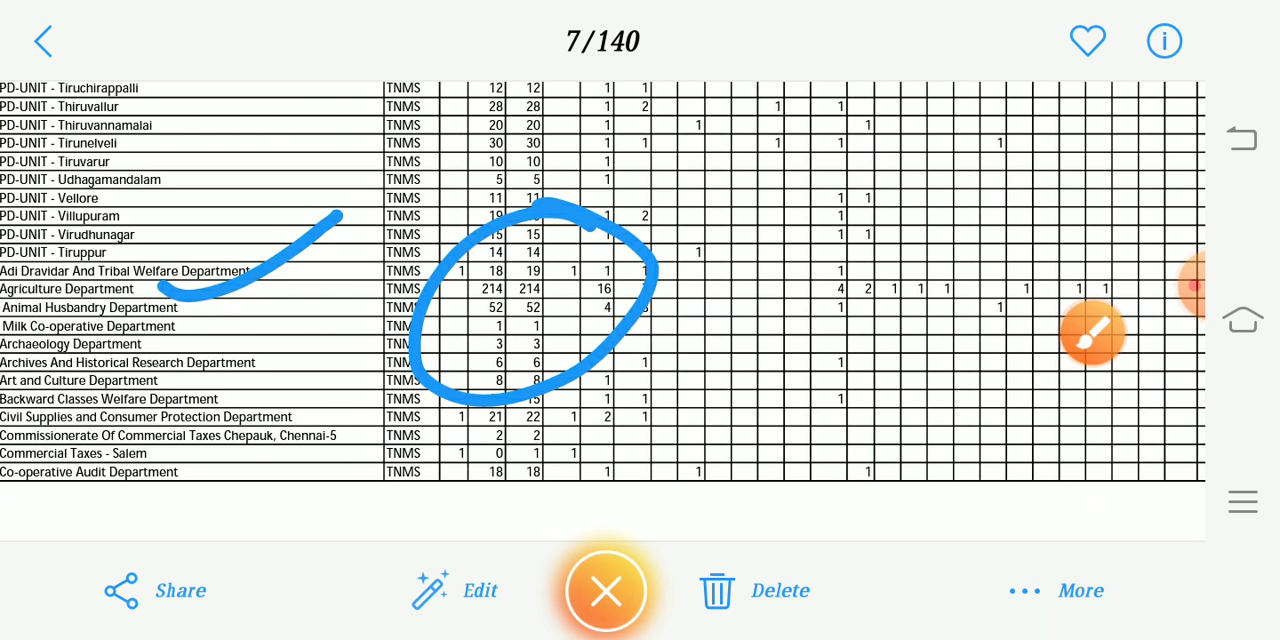 7/140
PD-UNIT - Tiruchirappalli TNMS 12 12 1 1
PD-UNIT - Thiruvallur TNMS 28 28 1 2 1 1
PD-UNIT - Thiruvannamalai TNMS 20 20 1 1 1
PD-UNIT - Tirunelveli TNMS 30 30 1 1 1 1 1
PD-UNIT - Tiruvarur TNMS 10 10 1
PD-UNIT - Udhagamandalam TNMS 5 5 1
PD-UNIT - Vellore TNMS 11 11 1 1
PD-UNIT - Villupuram TNMS 19 1 2 1
PD-UNIT - Virudhunagar TNMS 15 15 1 1
PD-UNIT - Tiruppur TNMS 14 14 1
Adi Dravidar And Tribal Welfare Department TNMS 1 18 19 1 1 1 1
Agriculture Department TNMS 214 214 16 4 2 1 1 1 1 1 1
Animal Husbandry Department TNMS 52 52 4 1 1
Milk Co-operative Department 1 1
Archaeology Department 3 3
Archives And Historical Research Department TNMS 6 6 1 1
Art and Culture Department TNMS 8 8 1
Backward Classes Welfare Department TNMS 15 1 1 1
Civil Supplies and Consumer Protection Department TNMS 1 21 22 1 2 1
Commissionerate Of Commercial Taxes Chepauk, Chennai-5 TNMS 2 2
Commercial Taxes - Salem TNMS 1 0 1 1
Co-operative Audit Department TNMS 18 18 1 1 1
Share Edit Delete More